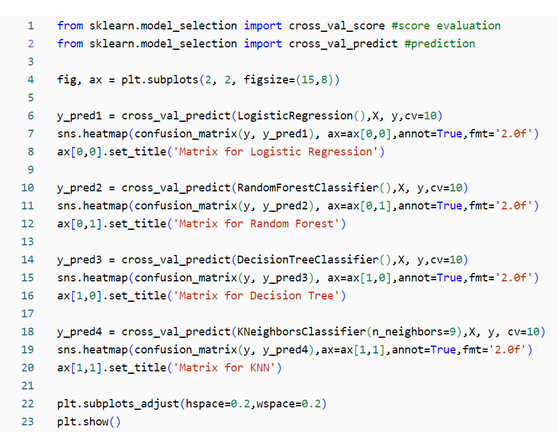 1 from sklearn.model_selection import cross_val_score #score evaluation
2 from sklearn.model_selection import cross_val_predict #prediction
3
4 fig, ax = plt.subplots(2, 2, figsize=(15,8))
5
6 y_pred1 = cross_val_predict(LogisticRegression(),X, y,cv=10)
7 sns.heatmap(confusion_matrix(y, y_pred1), ax=ax[0,0],annot=True,fmt='2.0f')
8 ax[0,0].set_title('Matrix for Logistic Regression')
9
10 y_pred2 = cross_val_predict(RandomForestClassifier(),X, y,cv=10)
11 sns.heatmap(confusion_matrix(y, y_pred2), ax=ax[0,1],annot=True,fmt='2.0f')
12 ax[0,1].set_title('Matrix for Random Forest')
13
14 y_pred3 = cross_val_predict(DecisionTreeClassifier(),X, y,cv=10)
15 sns.heatmap(confusion_matrix(y, y_pred3), ax=ax[1,0],annot=True,fmt='2.0f')
16 ax[1,0].set_title('Matrix for Decision Tree')
17
18 y_pred4 = cross_val_predict(KNeighborsClassifier(n_neighbors=9),X, y, cv=10)
19 sns.heatmap(confusion_matrix(y, y_pred4),ax=ax[1,1],annot=True,fmt='2.0f')
20 ax[1,1].set_title('Matrix for KNN')
21
22 plt.subplots_adjust(hspace=0.2,wspace=0.2)
23 plt.show()